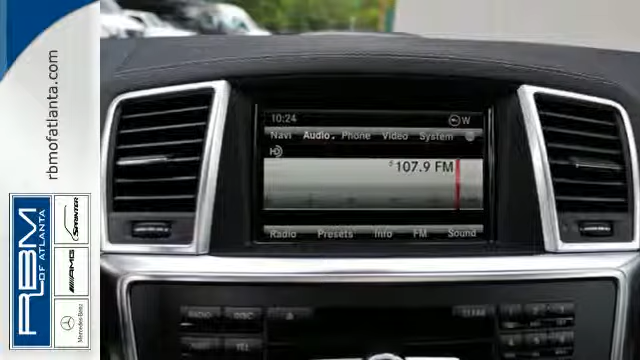 rbmofatlanta.com
RBM
OF ATLANTA
SPRINTER
AMG
Mercedes-Benz
10:24
W
Navi Audio Phone Video System
HD
107.9 FM
Radio Presets Info FM Sound
RADIO DISC
TEL